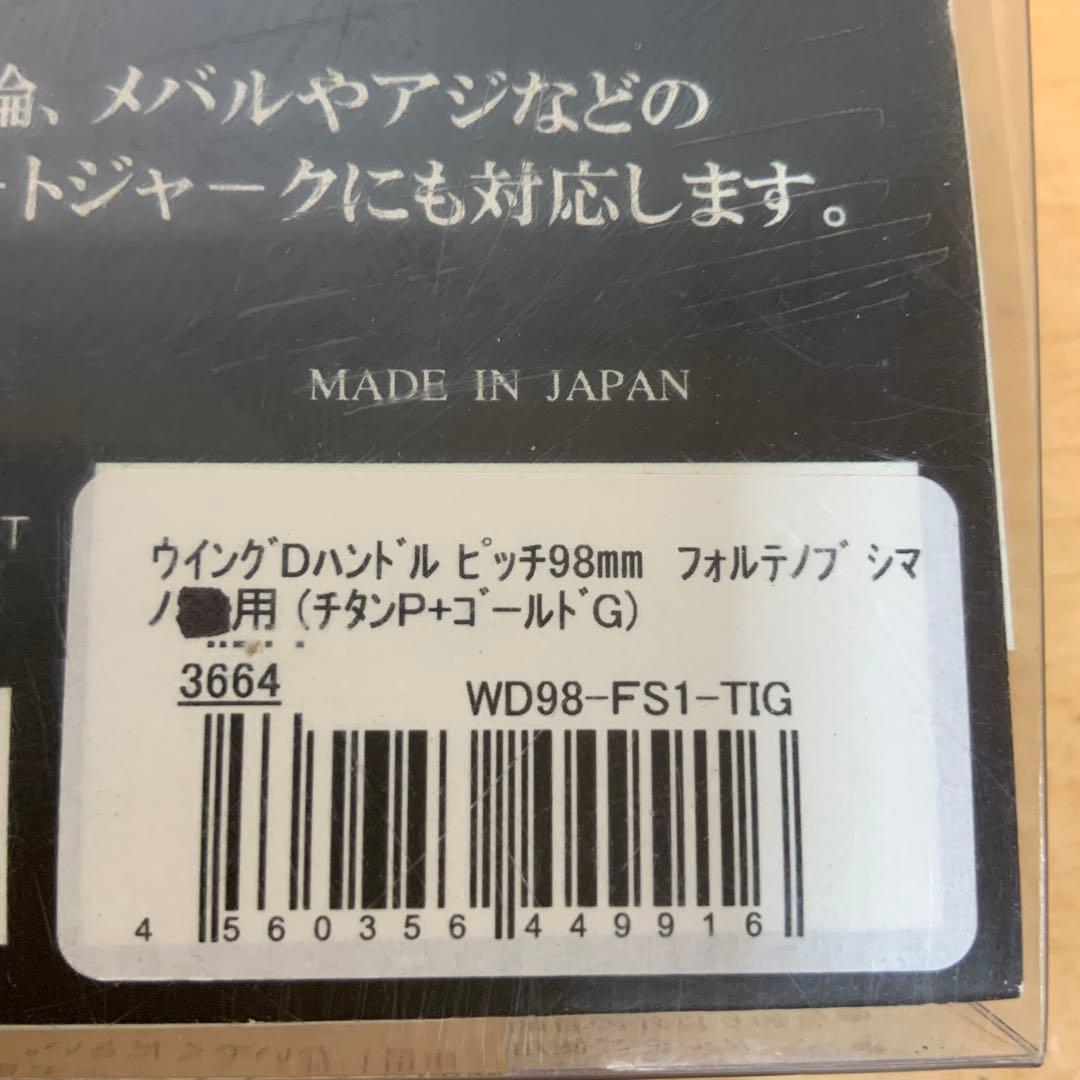 、メバルやアジなどの
ートジャークにも対応します。
MADE IN JAPAN
T
ウイングDハンドル ピッチ98mm フォルテノブ シマ
ノ用 (チタンP+ゴールドG)
3664
WD98-FS1-TIG
4 560356 449916